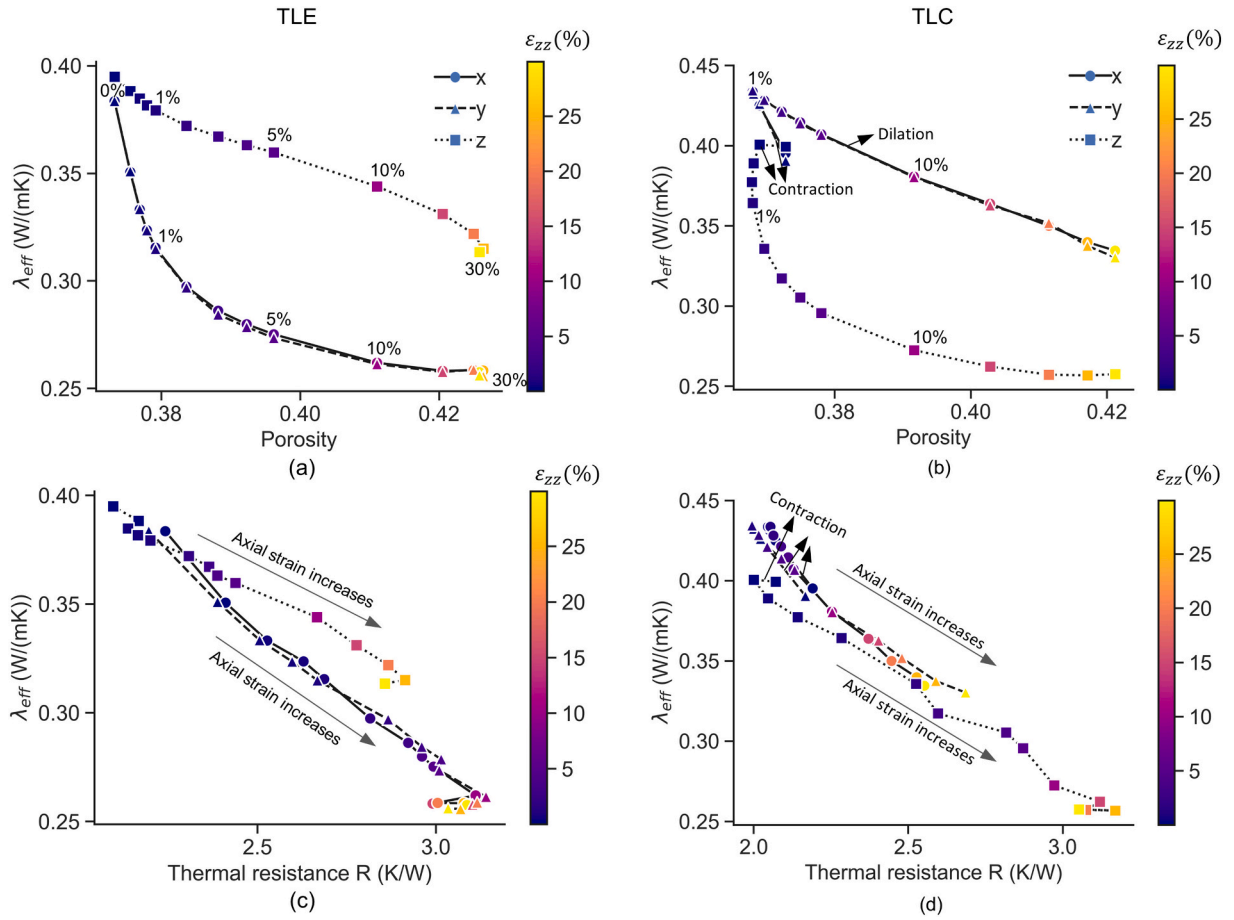 TLE
ε_zz(%)
0.40
0.35
0.30
0.25
λ_eff (W/(mK))
0%
1%
5%
10%
30%
1%
5%
10%
30%
x
y
z
25
20
15
10
5
0.38
0.40
0.42
Porosity
(a)
TLC
ε_zz(%)
0.45
0.40
0.35
0.30
0.25
λ_eff (W/(mK))
1%
Dilation
10%
Contraction
1%
10%
x
y
z
25
20
15
10
5
0.38
0.40
0.42
Porosity
(b)
ε_zz(%)
0.40
0.35
0.30
0.25
λ_eff (W/(mK))
Axial strain increases
Axial strain increases
25
20
15
10
5
2.5
3.0
Thermal resistance R (K/W)
(c)
ε_zz(%)
0.45
0.40
0.35
0.30
0.25
λ_eff (W/(mK))
Contraction
Axial strain increases
Axial strain increases
25
20
15
10
5
2.0
2.5
3.0
Thermal resistance R (K/W)
(d)